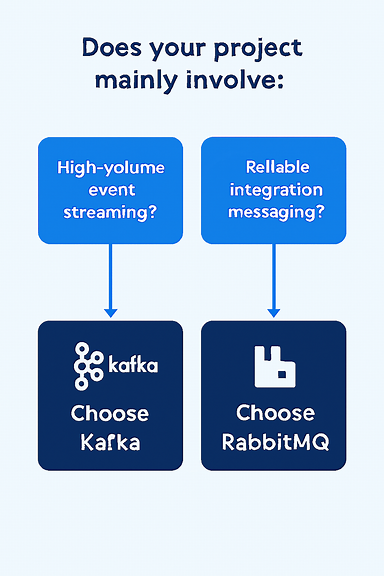 Does your project
mainly involve:
High-yolume
event
streaming?
Rellable
integration
messaging?
kafka
Choose
Kafka
Choose
RabbitMQ